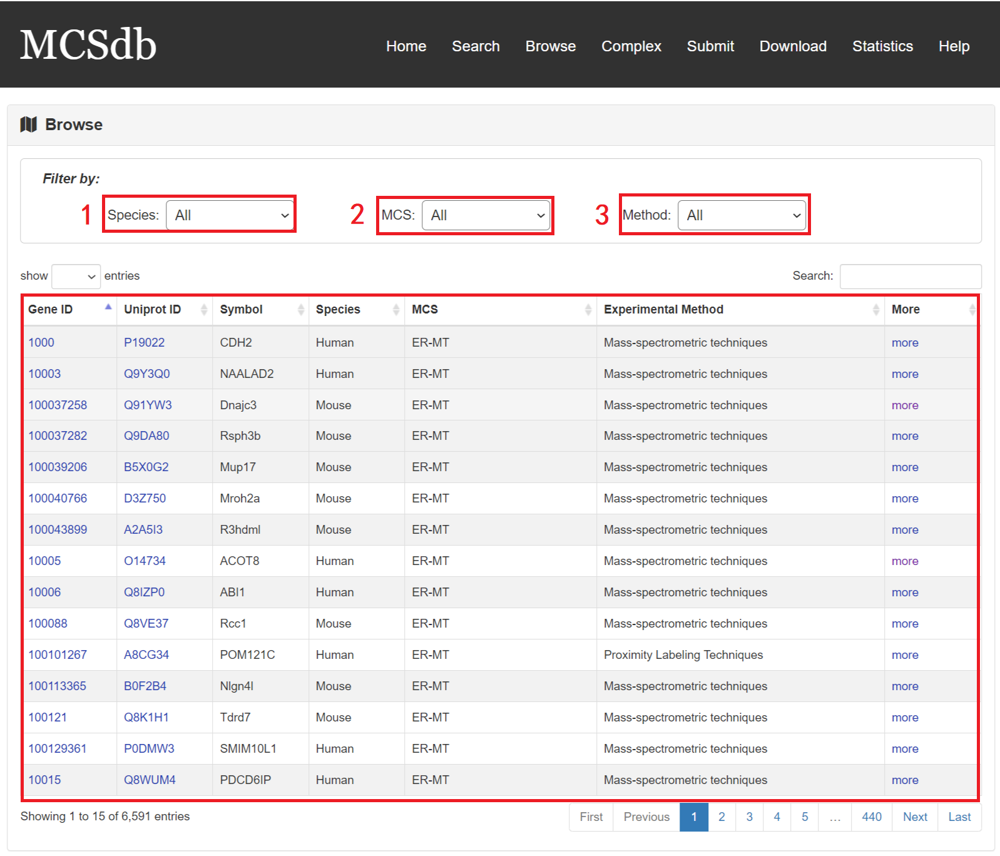 MCSdb
Home Search Browse Complex Submit Download Statistics Help
Browse
Filter by:
1 Species: All 2 MCS: All 3 Method: All
show entries Search:
Gene ID Uniprot ID Symbol Species MCS Experimental Method More
1000 P19022 CDH2 Human ER-MT Mass-spectrometric techniques more
10003 Q9Y3Q0 NAALAD2 Human ER-MT Mass-spectrometric techniques more
100037258 Q91YW3 Dnajc3 Mouse ER-MT Mass-spectrometric techniques more
100037282 Q9DA80 Rsph3b Mouse ER-MT Mass-spectrometric techniques more
100039206 B5X0G2 Mup17 Mouse ER-MT Mass-spectrometric techniques more
100040766 D3Z750 Mroh2a Mouse ER-MT Mass-spectrometric techniques more
100043899 A2A5I3 R3hdml Mouse ER-MT Mass-spectrometric techniques more
10005 O14734 ACOT8 Human ER-MT Mass-spectrometric techniques more
10006 Q8IZP0 ABI1 Human ER-MT Mass-spectrometric techniques more
100088 Q8VE37 Rcc1 Mouse ER-MT Mass-spectrometric techniques more
100101267 A8CG34 POM121C Human ER-MT Proximity Labeling Techniques more
100113365 B0F2B4 Nlgn4l Mouse ER-MT Mass-spectrometric techniques more
100121 Q8K1H1 Tdrd7 Mouse ER-MT Mass-spectrometric techniques more
100129361 P0DMW3 SMIM10L1 Human ER-MT Mass-spectrometric techniques more
10015 Q8WUM4 PDCD6IP Human ER-MT Mass-spectrometric techniques more
Showing 1 to 15 of 6,591 entries First Previous 1 2 3 4 5 … 440 Next Last